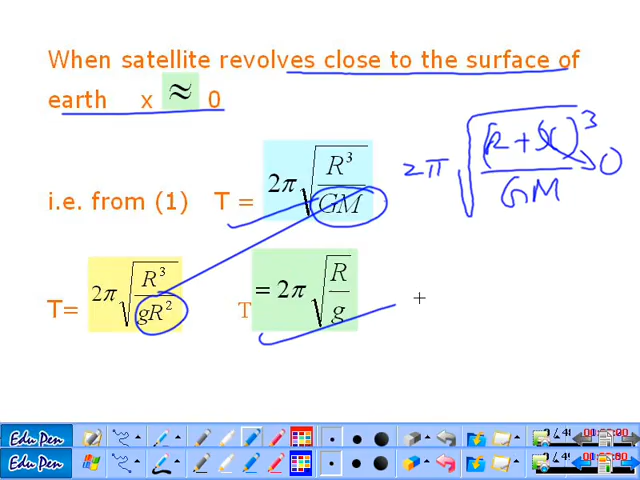 When satellite revolves close to the surface of
earth x ≈ 0
2π √((R + x)³ / GM) → 0
i.e. from (1) T = 2π √(R³ / GM)
T= 2π √(R³ / gR²) T = 2π √(R / g)
Edu Pen
Edu Pen